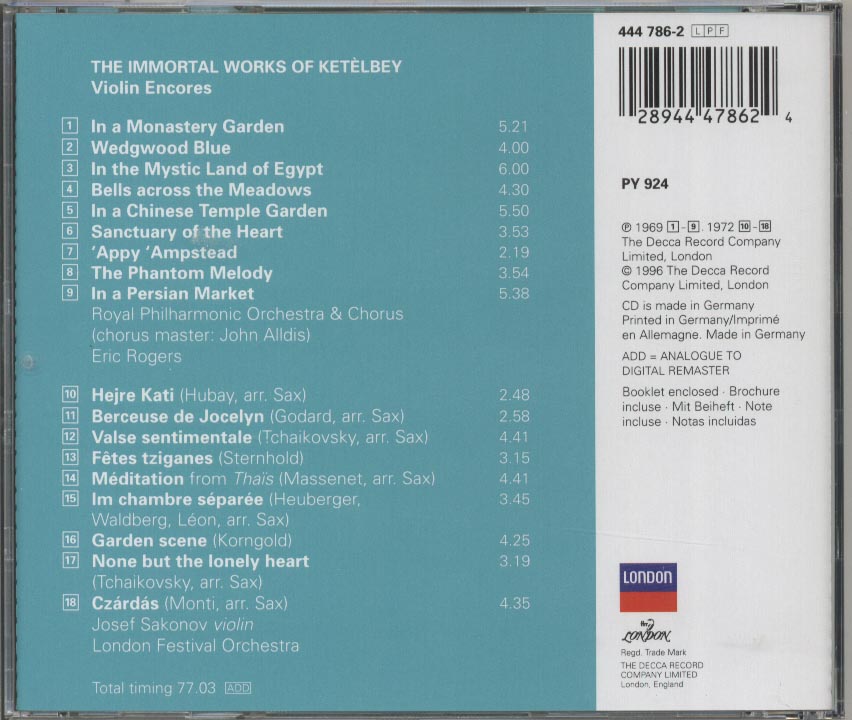 THE IMMORTAL WORKS OF KETÈLBEY
Violin Encores
1 In a Monastery Garden 5.21
2 Wedgwood Blue 4.00
3 In the Mystic Land of Egypt 6.00
4 Bells across the Meadows 4.30
5 In a Chinese Temple Garden 5.50
6 Sanctuary of the Heart 3.53
7 ‘Appy ‘Ampstead 2.19
8 The Phantom Melody 3.54
9 In a Persian Market 5.38
Royal Philharmonic Orchestra & Chorus
(chorus master: John Alldis)
Eric Rogers
10 Hejre Kati (Hubay, arr. Sax) 2.48
11 Berceuse de Jocelyn (Godard, arr. Sax) 2.58
12 Valse sentimentale (Tchaikovsky, arr. Sax) 4.41
13 Fêtes tziganes (Sternhold) 3.15
14 Méditation from Thaïs (Massenet, arr. Sax) 4.41
15 Im chambre séparée (Heuberger, 3.45
Waldberg, Léon, arr. Sax)
16 Garden scene (Korngold) 4.25
17 None but the lonely heart 3.19
(Tchaikovsky, arr. Sax)
18 Czárdás (Monti, arr. Sax) 4.35
Josef Sakonov violin
London Festival Orchestra
Total timing 77.03 ADD
444 786-2 LPF
28944 47862 4
PY 924
℗ 1969 1-9. 1972 10-18
The Decca Record Company
Limited, London
© 1996 The Decca Record
Company Limited, London
CD is made in Germany
Printed in Germany/Imprimé
en Allemagne. Made in Germany
ADD = ANALOGUE TO
DIGITAL REMASTER
Booklet enclosed · Brochure
incluse · Mit Beiheft · Note
incluse · Notas incluidas
LONDON
LONDON
Regd. Trade Mark
THE DECCA RECORD
COMPANY LIMITED
London, England